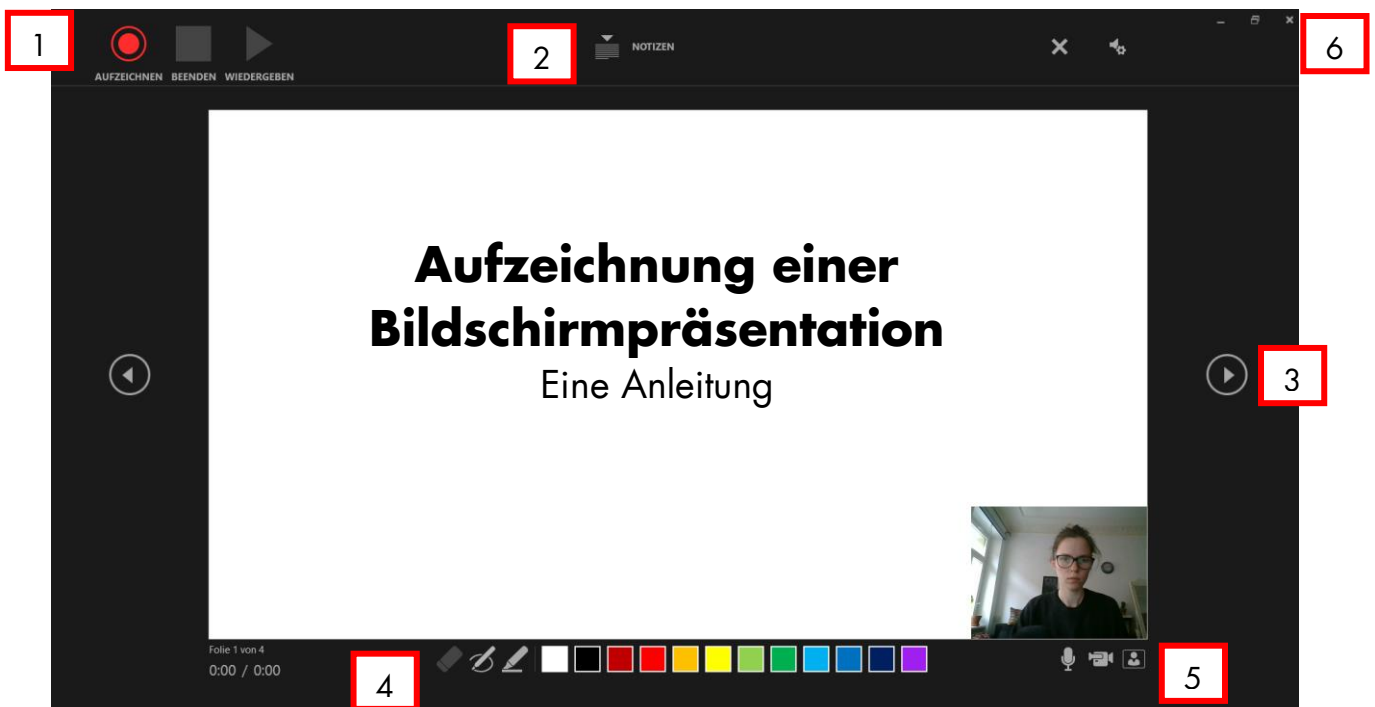 1
2
NOTIZEN
6
AUFZEICHNEN BEENDEN WIEDERGEBEN
Aufzeichnung einer
Bildschirmpräsentation
Eine Anleitung
3
Folie 1 von 4
0:00 / 0:00
4
5